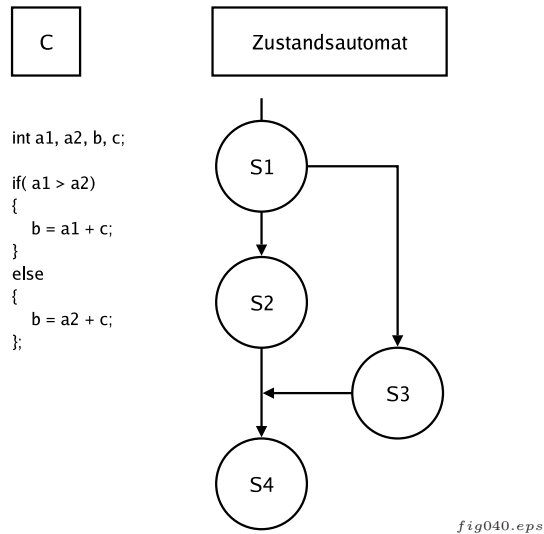 C
Zustandsautomat
int a1, a2, b, c;
if( a1 > a2)
{
b = a1 + c;
}
else
{
b = a2 + c;
};
S1
S2
S3
S4
fig040.eps